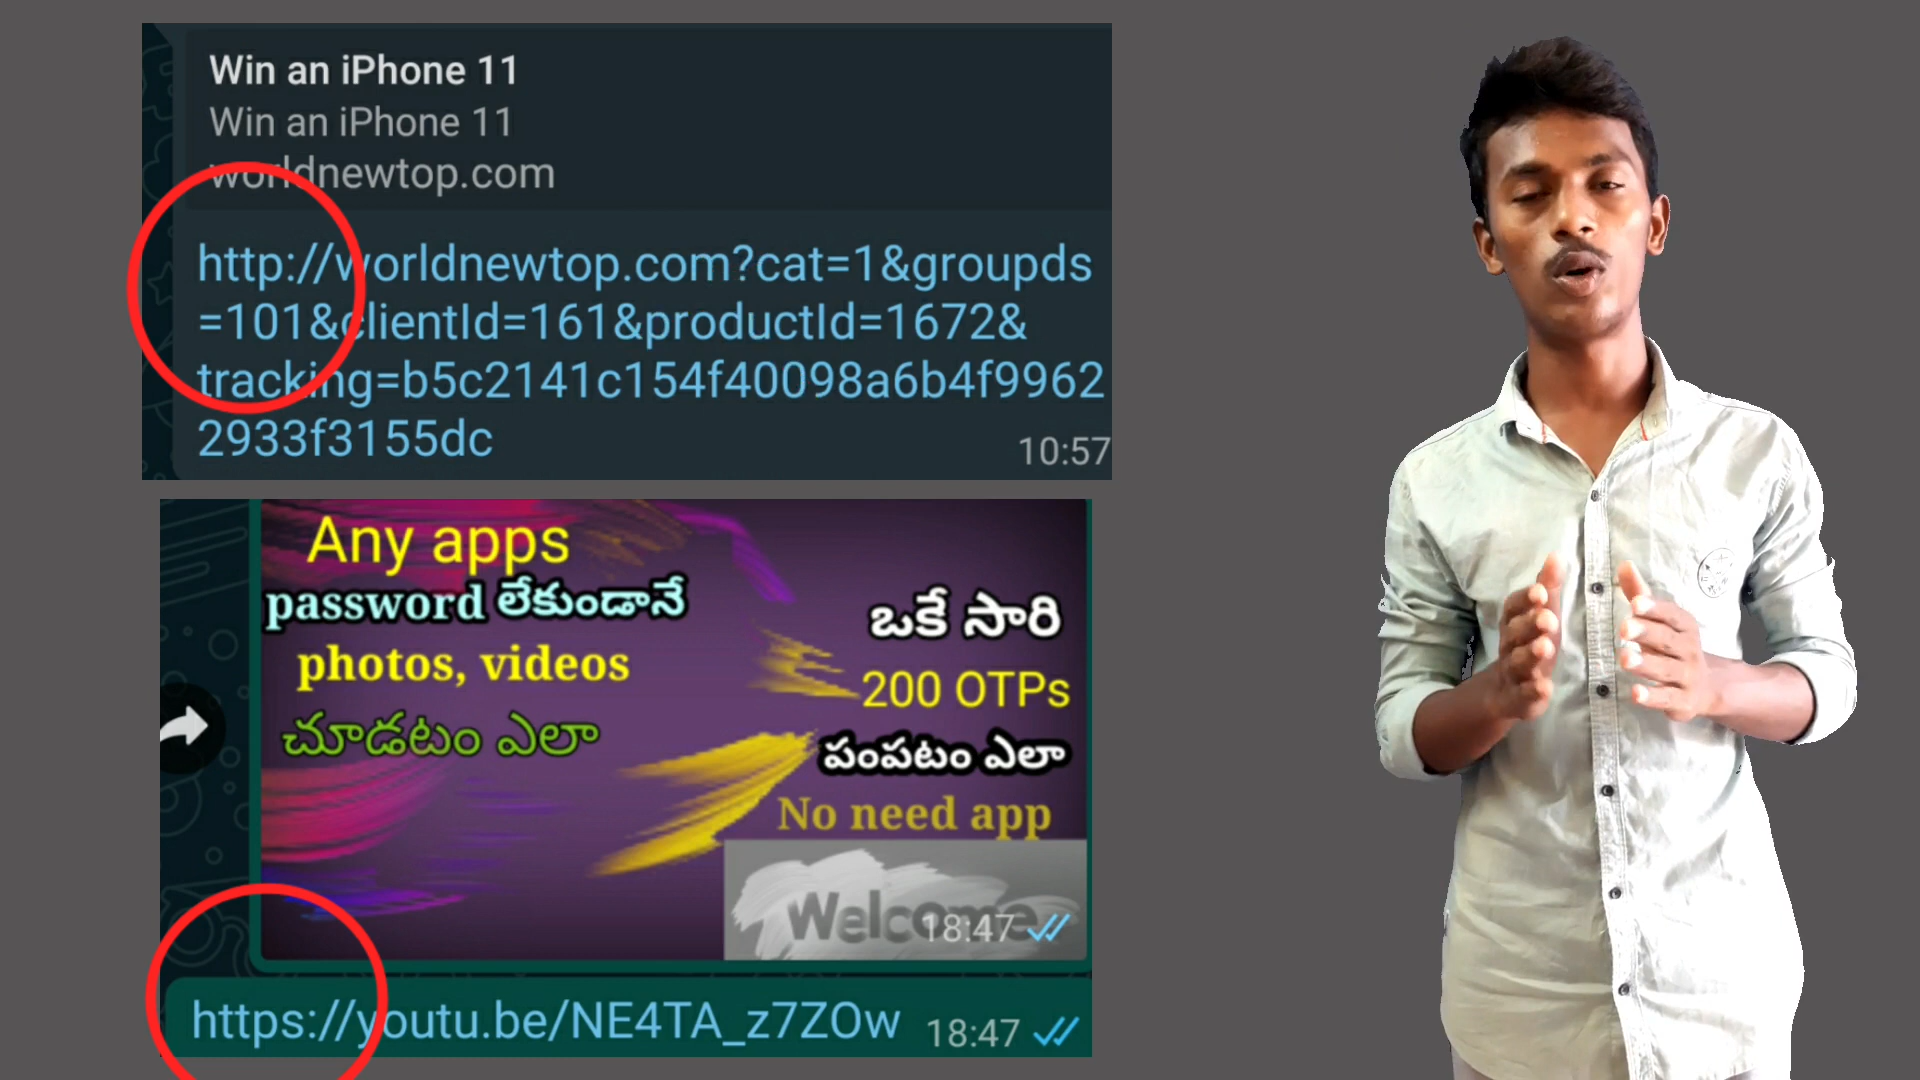 Win an iPhone 11
Win an iPhone 11
worldnewtop.com
http://worldnewtop.com?cat=1&groupds
=101&clientId=161&productId=1672&
tracking=b5c2141c154f40098a6b4f9962
2933f3155dc
10:57
Any apps
password లేకుండానే
photos, videos
చూడటం ఎలా
ఒకే సారి
200 OTPs
పంపటం ఎలా
No need app
Welcome
18:47
https://youtu.be/NE4TA_z7ZOw
18:47